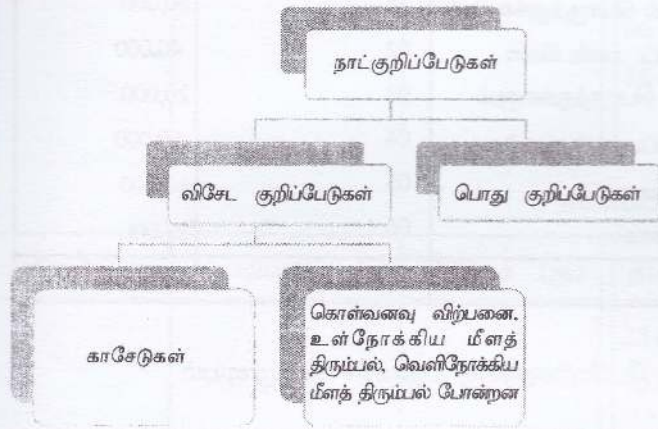 நாட்குறிப்பேடுகள்
விசேட குறிப்பேடுகள்
பொது குறிப்பேடுகள்
காசேடுகள்
கொள்வனவு விற்பனை.
உள்நோக்கிய மீளத்
திரும்பல், வெளிநோக்கிய
மீளத் திரும்பல் போன்றன